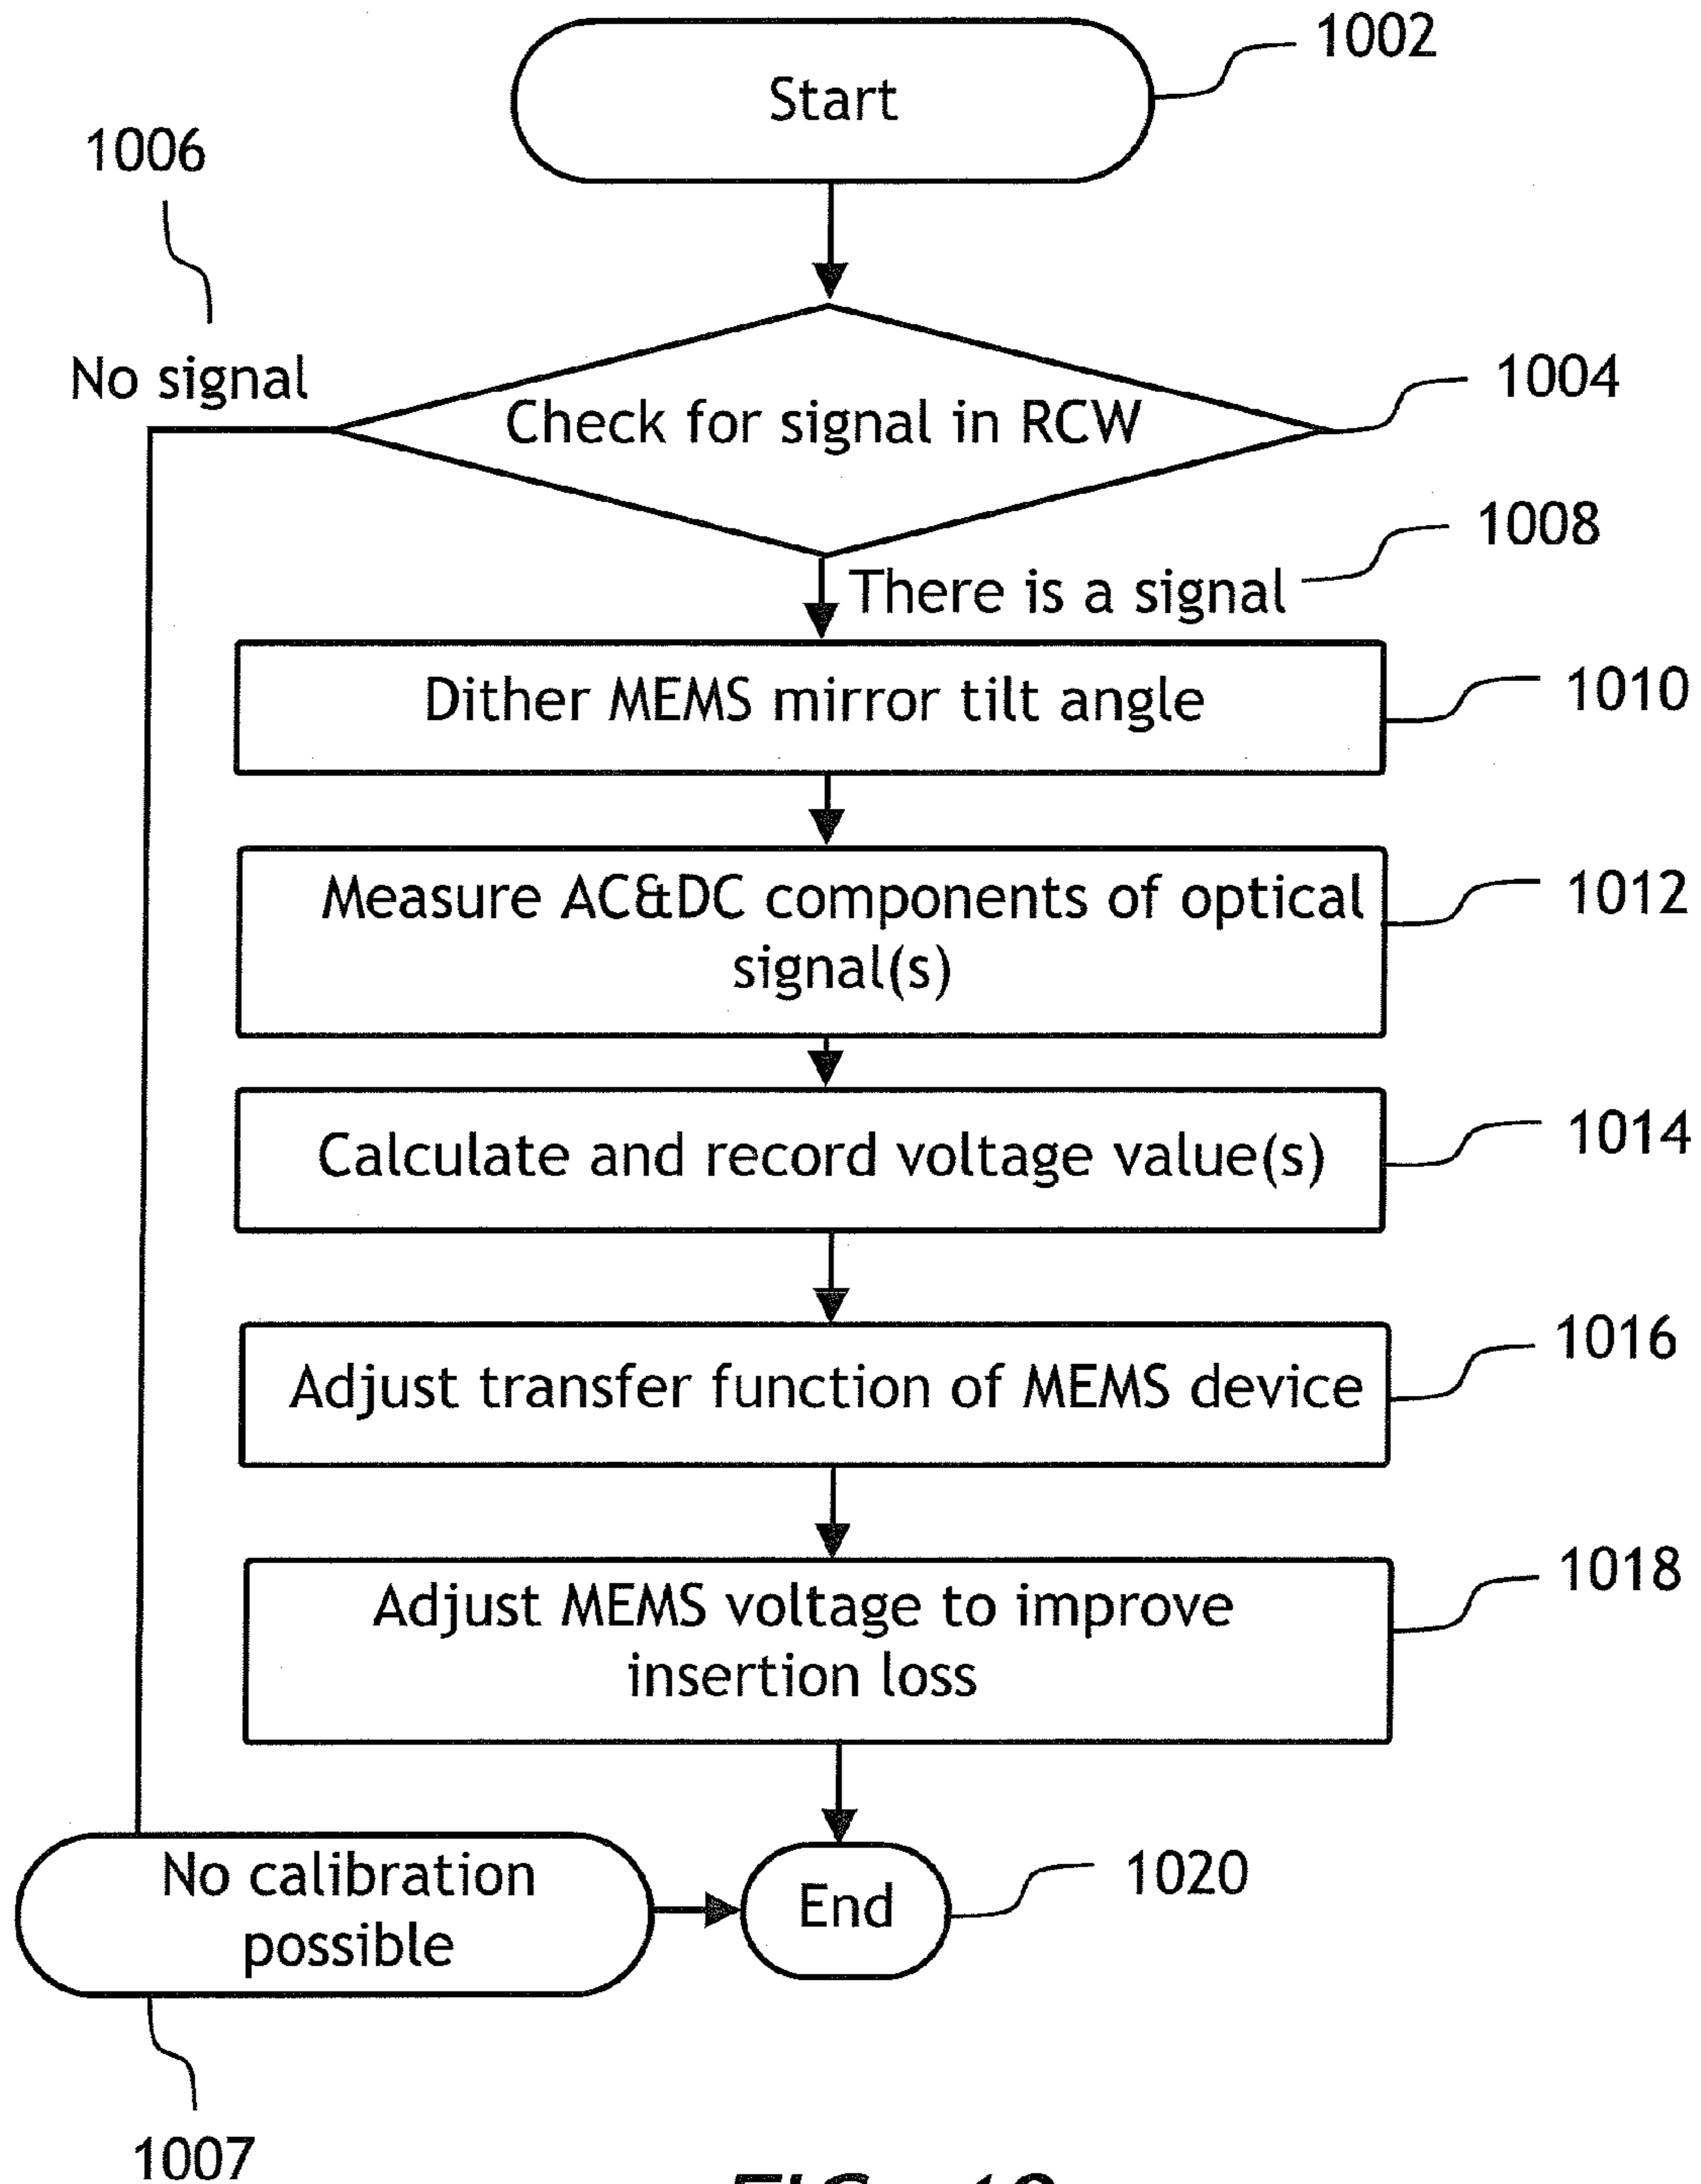 1002
Start
1006
No signal
1004
Check for signal in RCW
1008
There is a signal
Dither MEMS mirror tilt angle
1010
Measure AC&DC components of optical
signal(s)
1012
Calculate and record voltage value(s)
1014
Adjust transfer function of MEMS device
1016
Adjust MEMS voltage to improve
insertion loss
1018
No calibration
possible
End
1020
1007